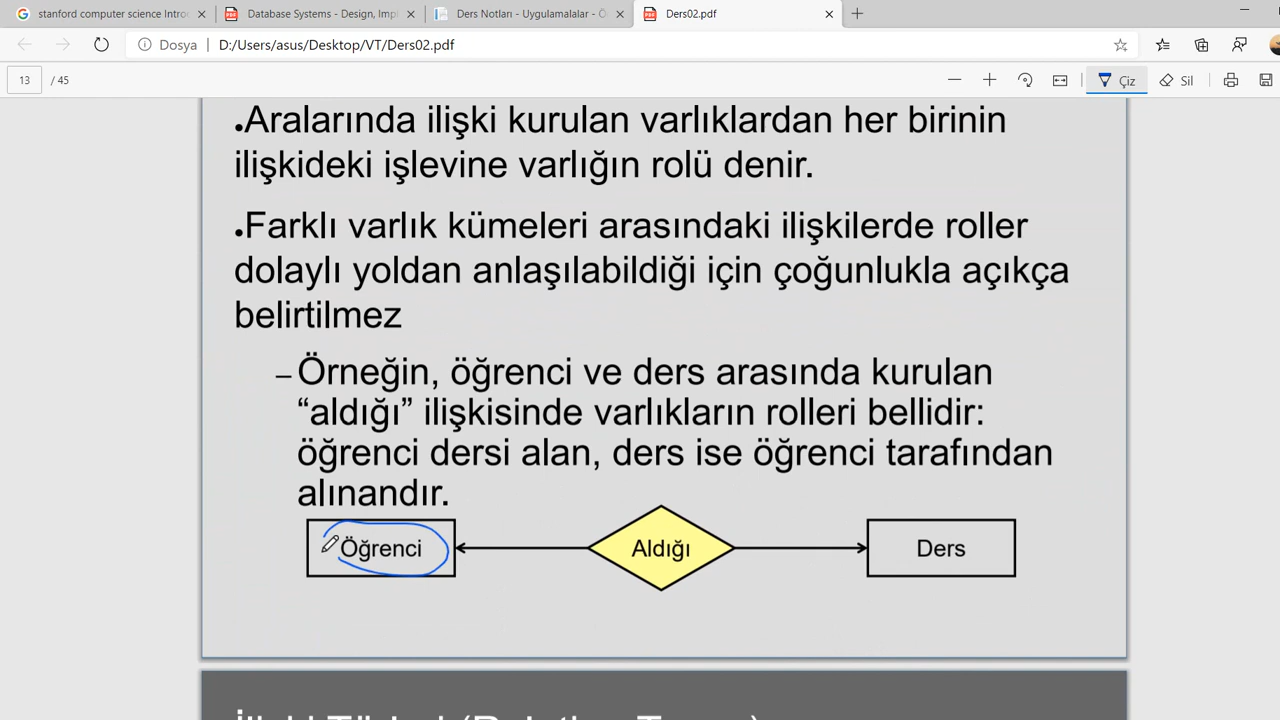 stanford computer science Introd
Database Systems - Design, Impl
Ders Notları - Uygulamalalar - Ö
Ders02.pdf
Dosya | D:/Users/asus/Desktop/VT/Ders02.pdf
13 / 45
Çiz
Sil
•Aralarında ilişki kurulan varlıklardan her birinin
ilişkideki işlevine varlığın rolü denir.
•Farklı varlık kümeleri arasındaki ilişkilerde roller
dolaylı yoldan anlaşılabildiği için çoğunlukla açıkça
belirtilmez
–Örneğin, öğrenci ve ders arasında kurulan
“aldığı” ilişkisinde varlıkların rolleri bellidir:
öğrenci dersi alan, ders ise öğrenci tarafından
alınandır.
Öğrenci
Aldığı
Ders